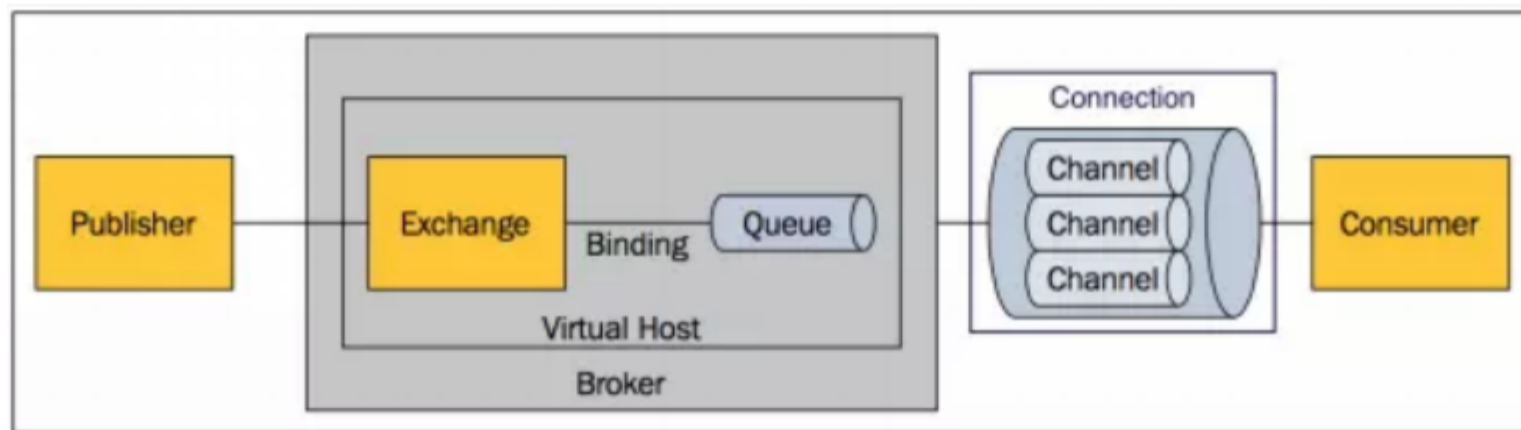 Publisher
Exchange
Binding
Queue
Virtual Host
Broker
Connection
Channel
Channel
Channel
Consumer